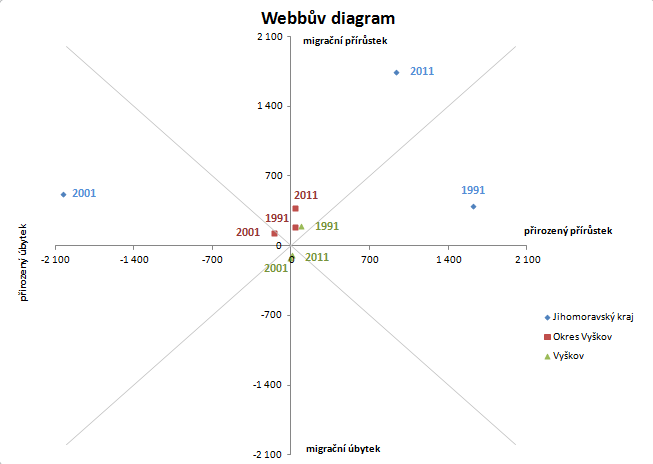 Webbův diagram
2 100
migrační přírůstek
2011
1 400
700
2001
1991
2011
1991
1991
2001
přirozený přírůstek
přirozený úbytek
0
-2 100
-1 400
-700
0
700
1 400
2 100
2001
2011
-700
Jihomoravský kraj
Okres Vyškov
Vyškov
-1 400
migrační úbytek
-2 100